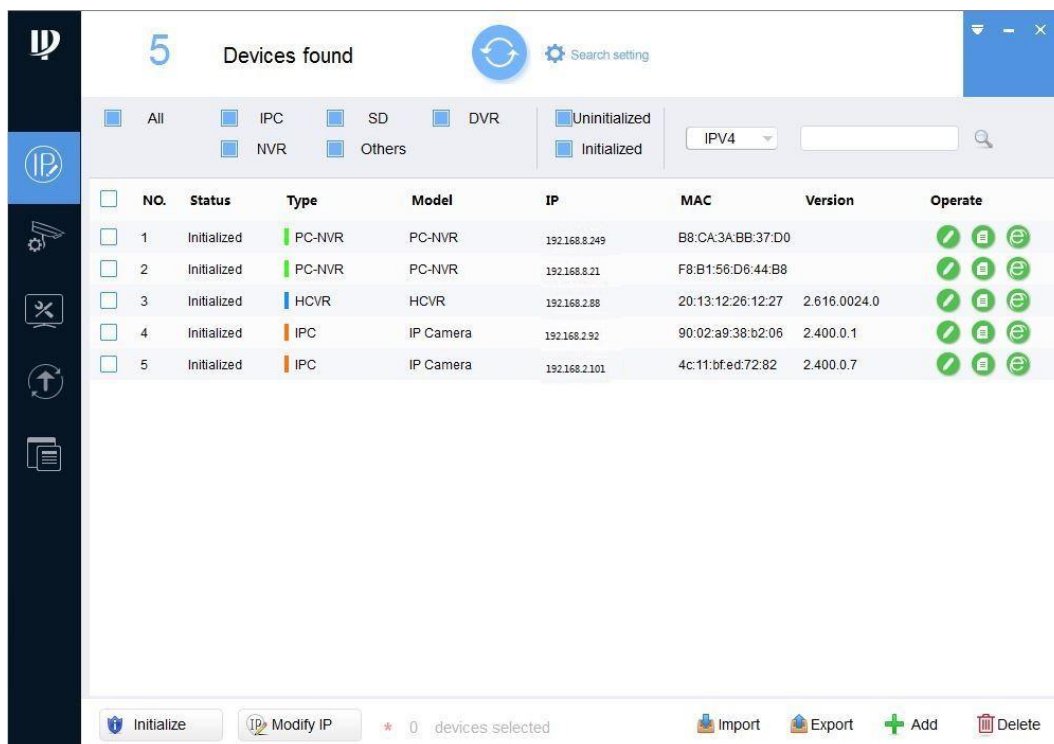 IP
5 Devices found Search setting
All IPC SD DVR Uninitialized
NVR Others Initialized IPV4
IP
NO. Status Type Model IP MAC Version Operate
1 Initialized PC-NVR PC-NVR 192.168.8.249 B8:CA:3A:BB:37:D0
2 Initialized PC-NVR PC-NVR 192.168.8.21 F8:B1:56:D6:44:B8
3 Initialized HCVR HCVR 192.168.2.88 20:13:12:26:12:27 2.616.0024.0
4 Initialized IPC IP Camera 192.168.2.92 90:02:a9:38:b2:06 2.400.0.1
5 Initialized IPC IP Camera 192.168.2.101 4c:11:bf:ed:72:82 2.400.0.7
Initialize IP Modify IP * 0 devices selected Import Export Add Delete